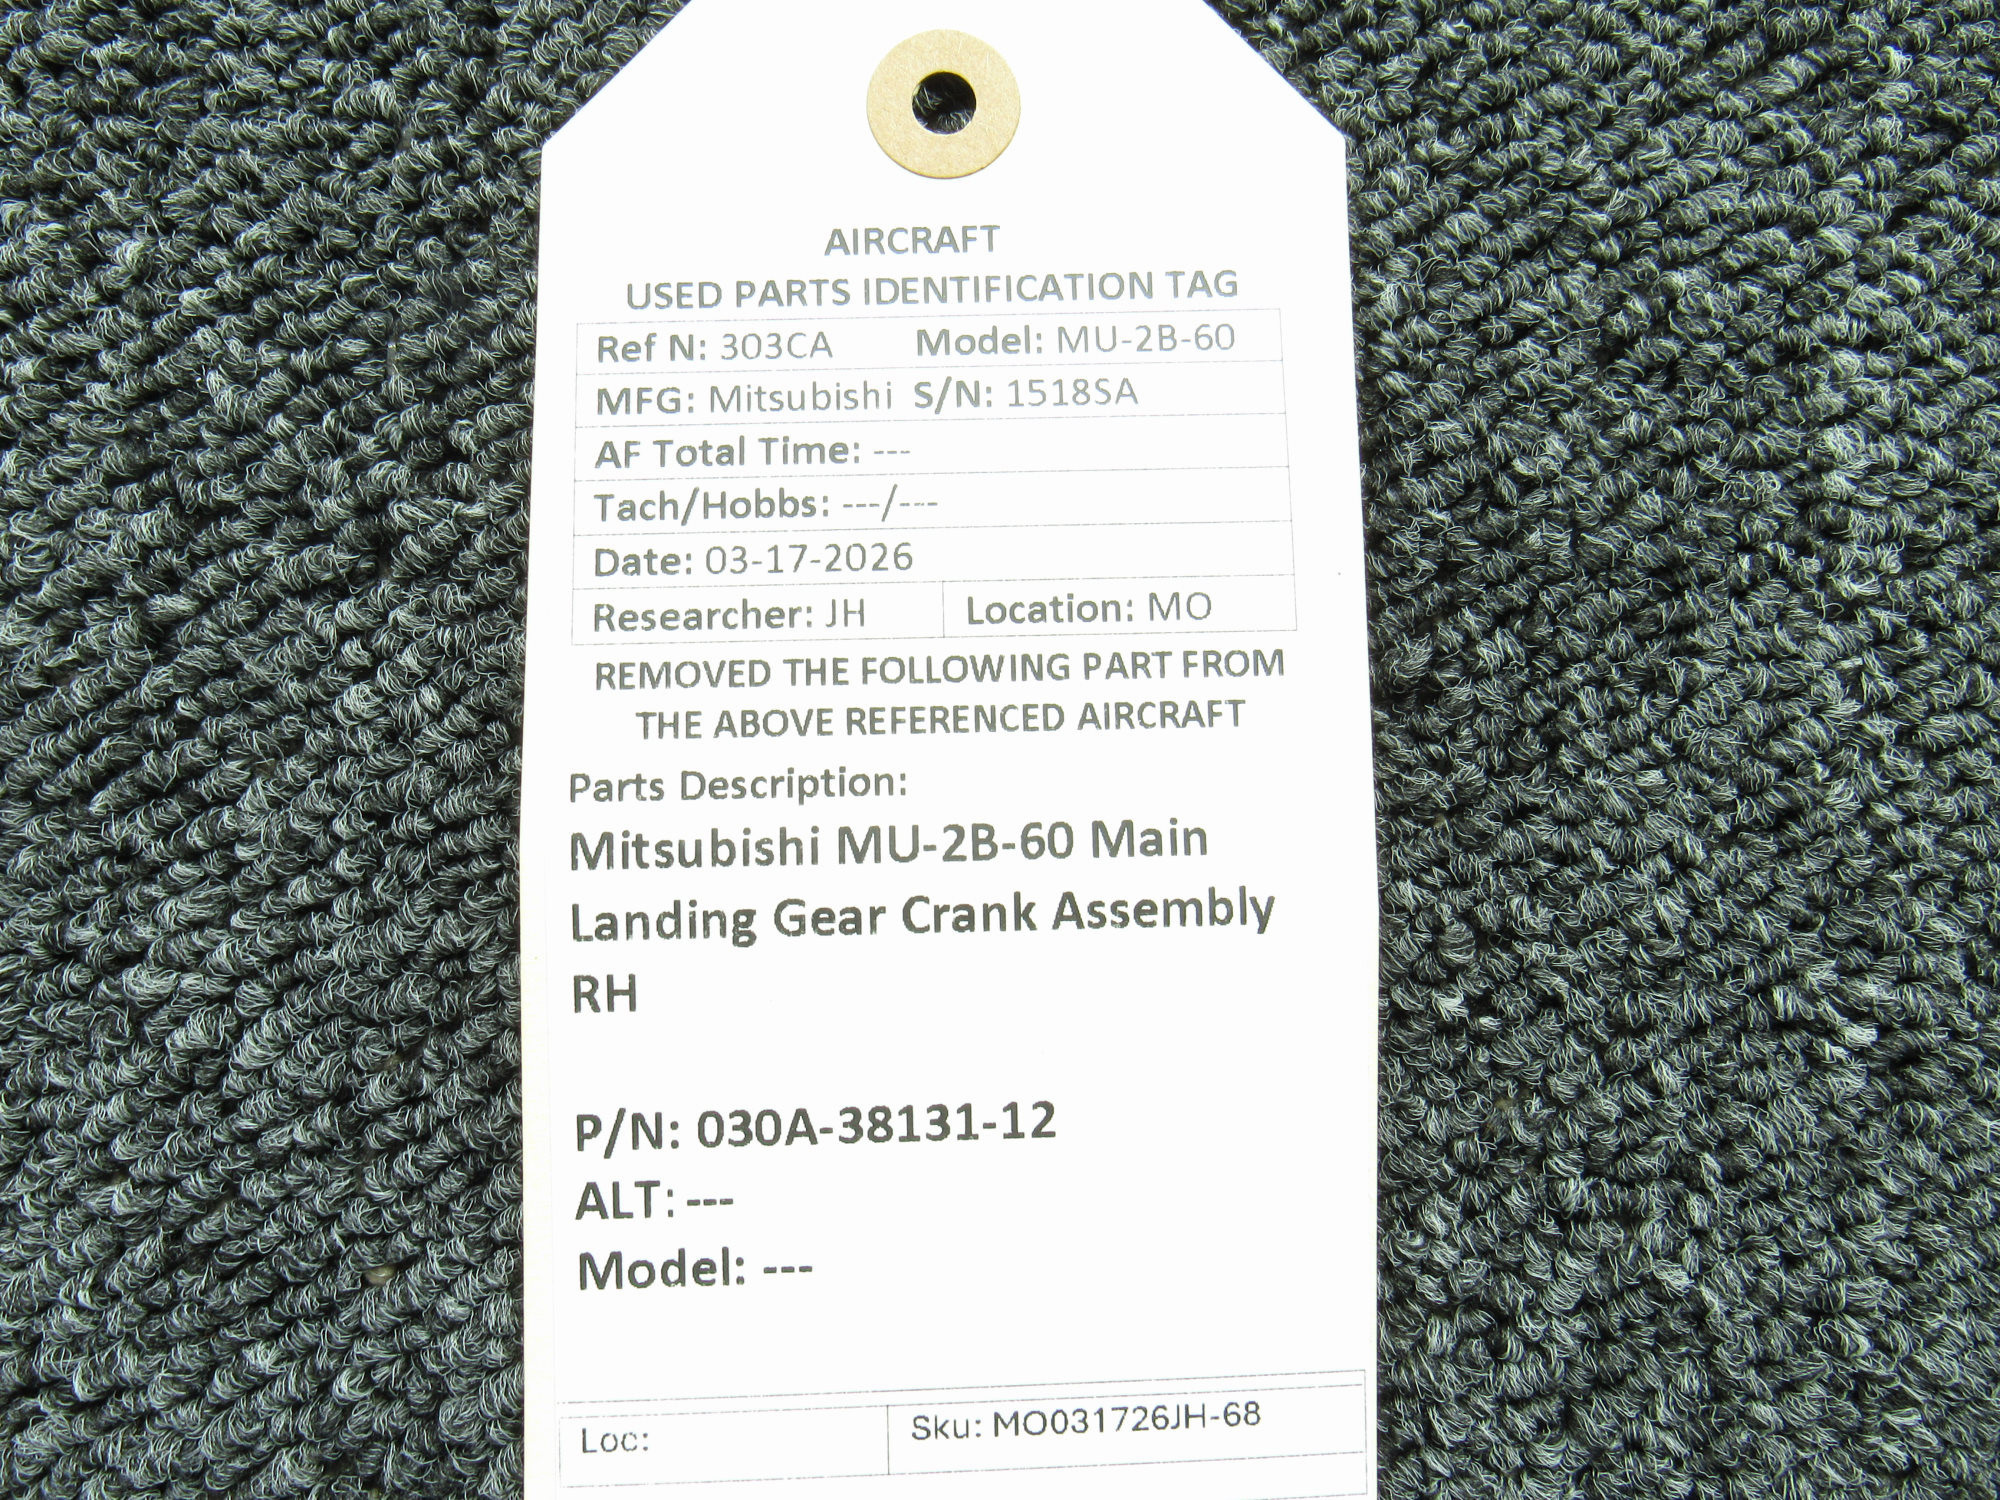 AIRCRAFT
USED PARTS IDENTIFICATION TAG
Ref N: 303CA Model: MU-2B-60
MFG: Mitsubishi S/N: 1518SA
AF Total Time: ---
Tach/Hobbs: ---/---
Date: 03-17-2026
Researcher: JH Location: MO
REMOVED THE FOLLOWING PART FROM
THE ABOVE REFERENCED AIRCRAFT
Parts Description:
Mitsubishi MU-2B-60 Main
Landing Gear Crank Assembly
RH
P/N: 030A-38131-12
ALT: ---
Model: ---
Loc: Sku: MO031726JH-68